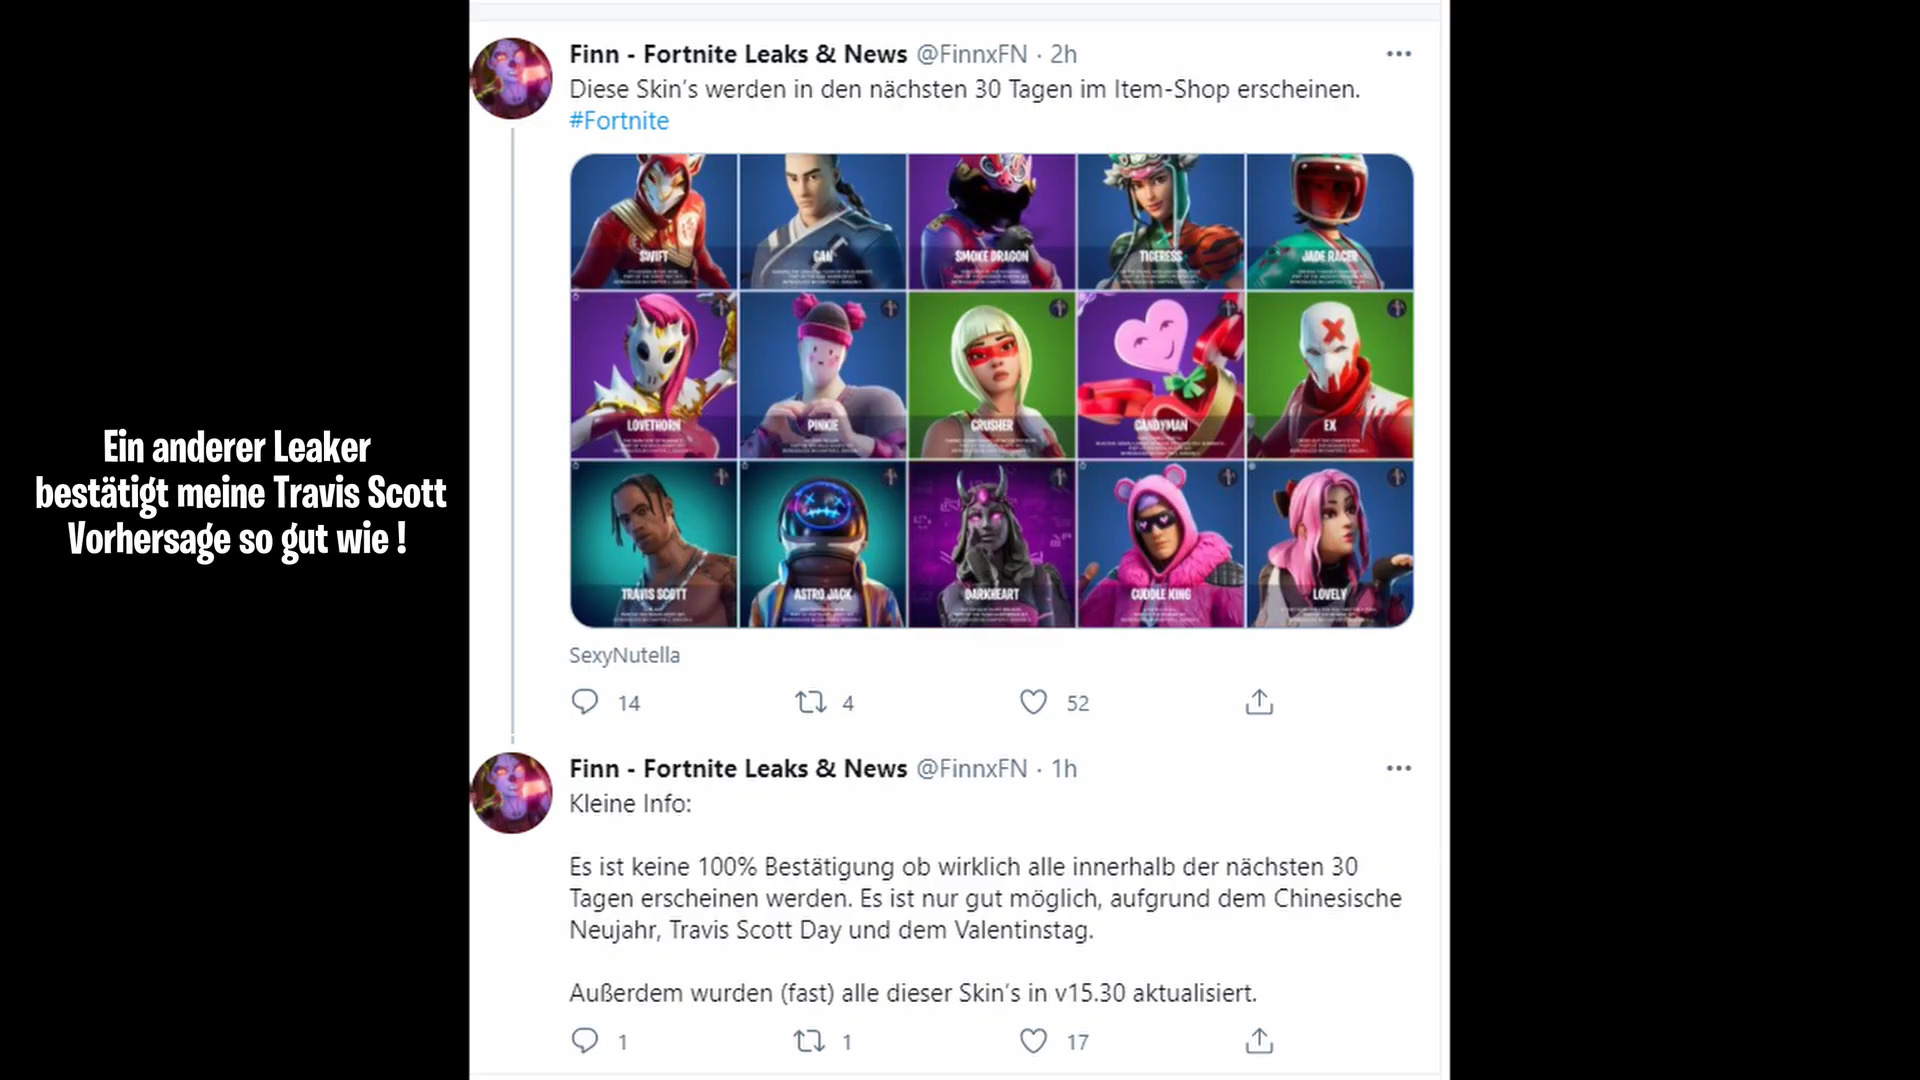 Ein anderer Leaker
bestätigt meine Travis Scott
Vorhersage so gut wie !
Finn - Fortnite Leaks & News @FinnxFN · 2h
Diese Skin's werden in den nächsten 30 Tagen im Item-Shop erscheinen.
#Fortnite
SWIFT
GAN
SMOKE DRAGON
TIGERESS
JADE RACER
LOVETHORN
PINKIE
CRUSHER
CANDYMAN
EX
TRAVIS SCOTT
ASTRO JACK
DARKHEART
CUDDLE KING
LOVELY
SexyNutella
14
4
52
Finn - Fortnite Leaks & News @FinnxFN · 1h
Kleine Info:
Es ist keine 100% Bestätigung ob wirklich alle innerhalb der nächsten 30
Tagen erscheinen werden. Es ist nur gut möglich, aufgrund dem Chinesische
Neujahr, Travis Scott Day und dem Valentinstag.
Außerdem wurden (fast) alle dieser Skin's in v15.30 aktualisiert.
1
1
17